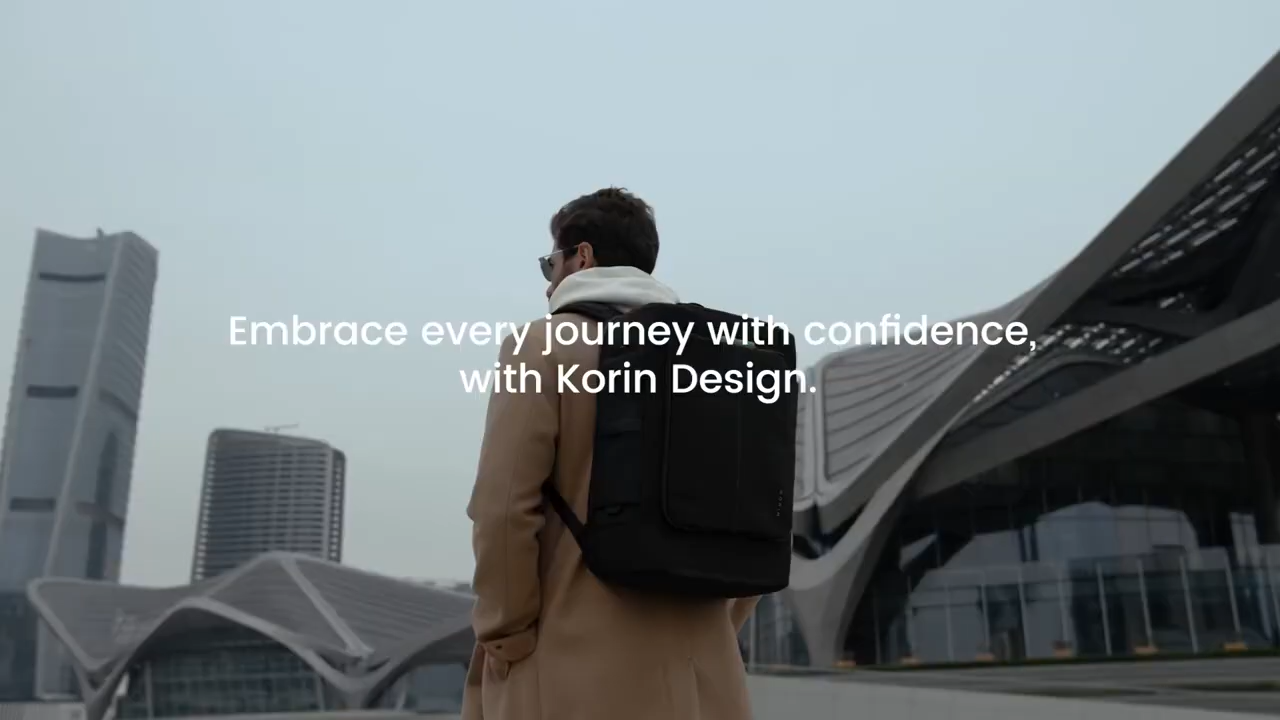 Embrace every journey with confidence,
with Korin Design.